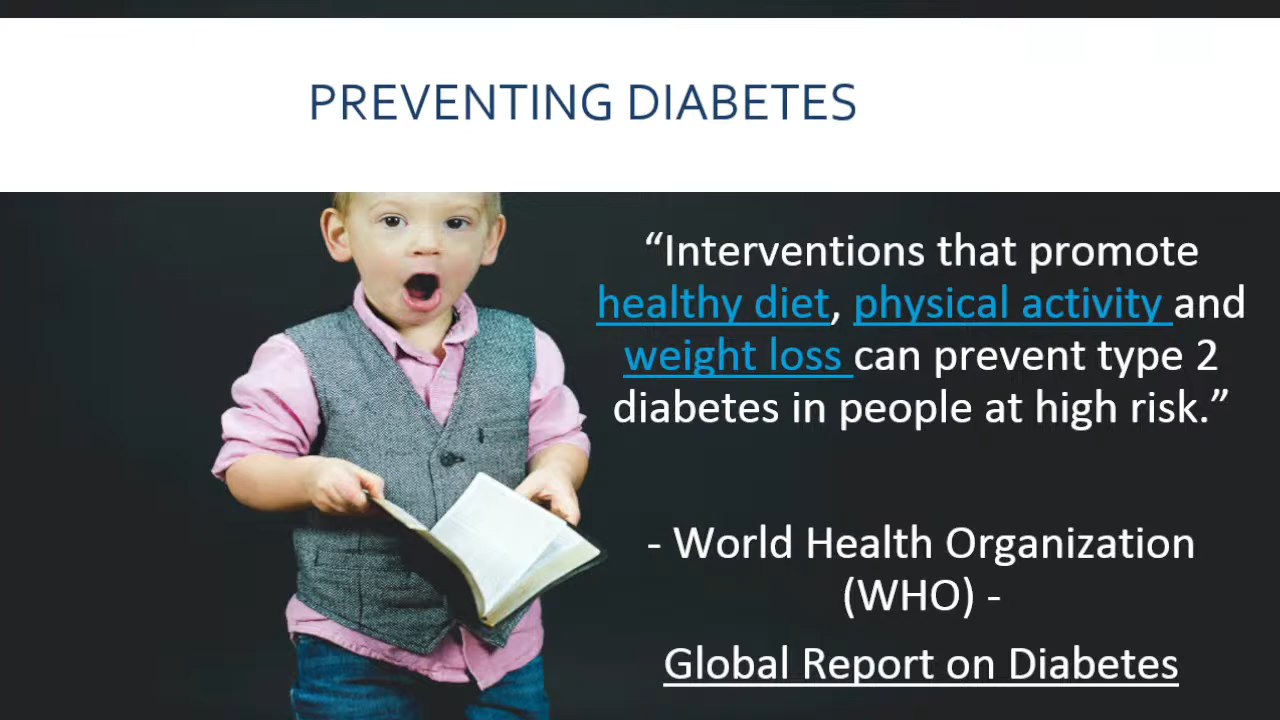 PREVENTING DIABETES
“Interventions that promote
healthy diet, physical activity and
weight loss can prevent type 2
diabetes in people at high risk.”
- World Health Organization
(WHO) -
Global Report on Diabetes